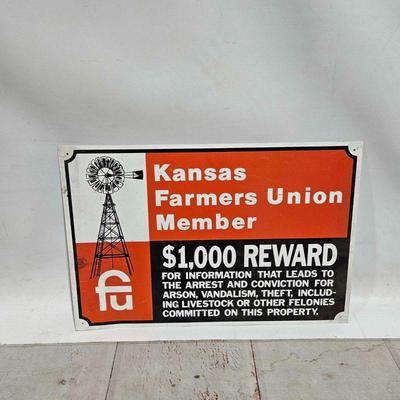 Kansas
Farmers Union
Member
fu
$1,000 REWARD
FOR INFORMATION THAT LEADS TO
THE ARREST AND CONVICTION FOR
ARSON, VANDALISM, THEFT, INCLUD-
ING LIVESTOCK OR OTHER FELONIES
COMMITTED ON THIS PROPERTY.